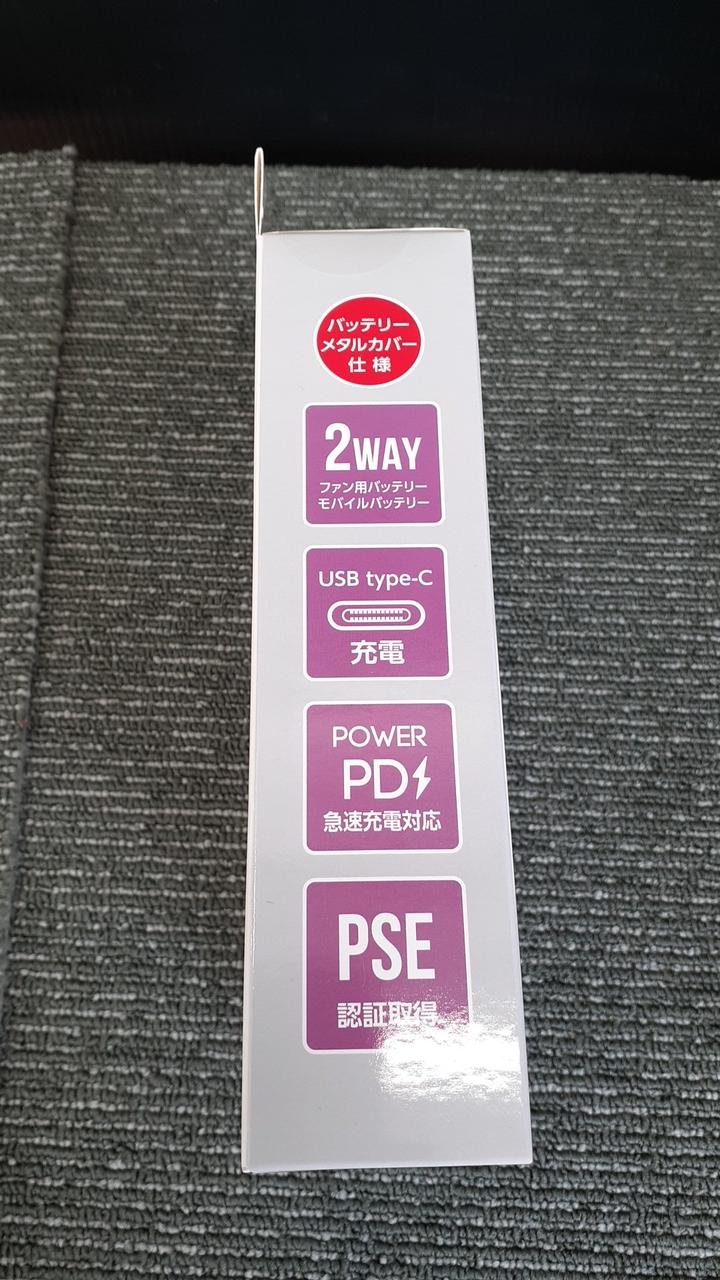 バッテリー
メタルカバー
仕様
2WAY
ファン用バッテリー
モバイルバッテリー
USB type-C
充電
POWER
PD
急速充電対応
PSE
認証取得